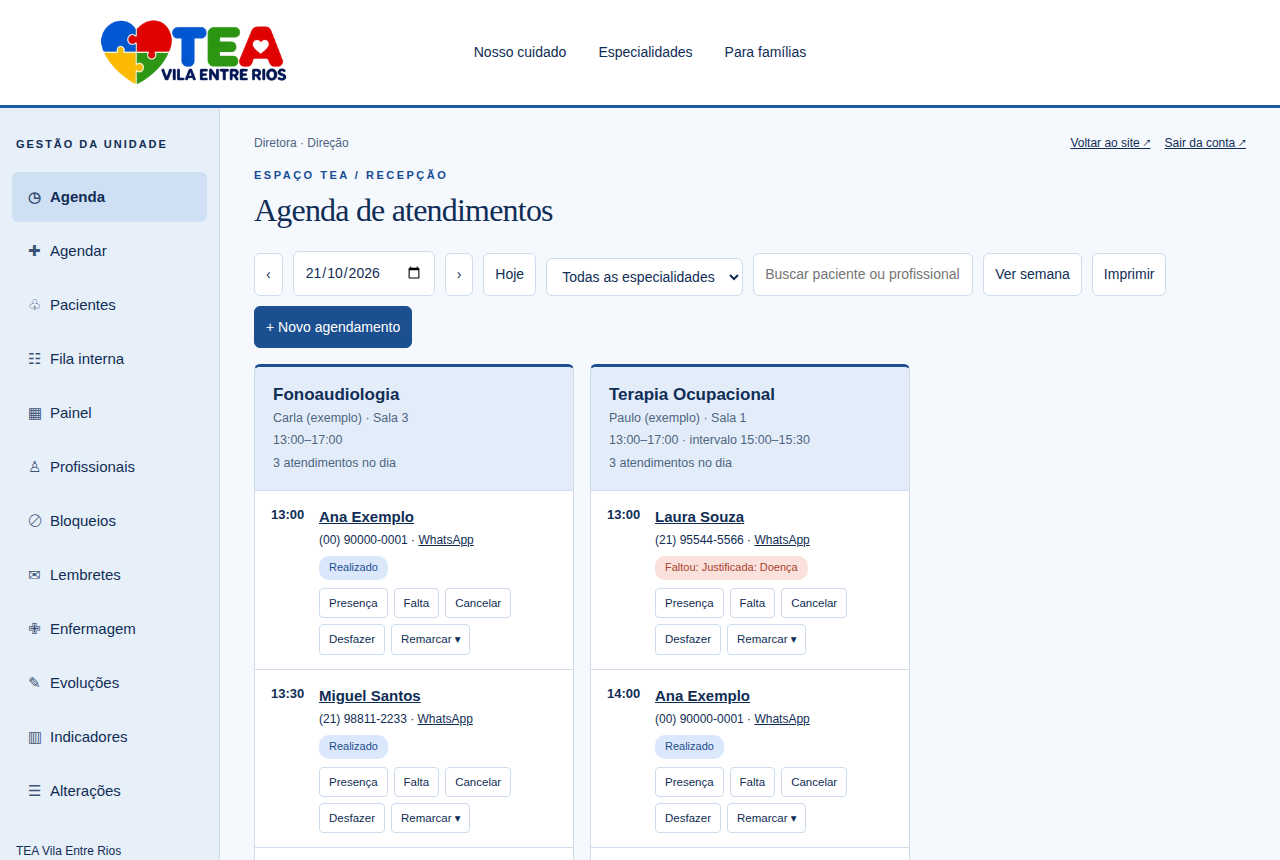 TEA
VILA ENTRE RIOS
Nosso cuidado
Especialidades
Para famílias
GESTÃO DA UNIDADE
Agenda
Agendar
Pacientes
Fila interna
Painel
Profissionais
Bloqueios
Lembretes
Enfermagem
Evoluções
Indicadores
Alterações
TEA Vila Entre Rios
Diretora · Direção
Voltar ao site ↗ Sair da conta ↗
ESPAÇO TEA / RECEPÇÃO
Agenda de atendimentos
‹ 21/10/2026 › Hoje Todas as especialidades Buscar paciente ou profissional Ver semana Imprimir
+ Novo agendamento
Fonoaudiologia
Carla (exemplo) · Sala 3
13:00–17:00
3 atendimentos no dia
13:00 Ana Exemplo
(00) 90000-0001 · WhatsApp
Realizado
Presença Falta Cancelar
Desfazer Remarcar ▾
13:30 Miguel Santos
(21) 98811-2233 · WhatsApp
Realizado
Presença Falta Cancelar
Desfazer Remarcar ▾
Terapia Ocupacional
Paulo (exemplo) · Sala 1
13:00–17:00 · intervalo 15:00–15:30
3 atendimentos no dia
13:00 Laura Souza
(21) 95544-5566 · WhatsApp
Faltou: Justificada: Doença
Presença Falta Cancelar
Desfazer Remarcar ▾
14:00 Ana Exemplo
(00) 90000-0001 · WhatsApp
Realizado
Presença Falta Cancelar
Desfazer Remarcar ▾